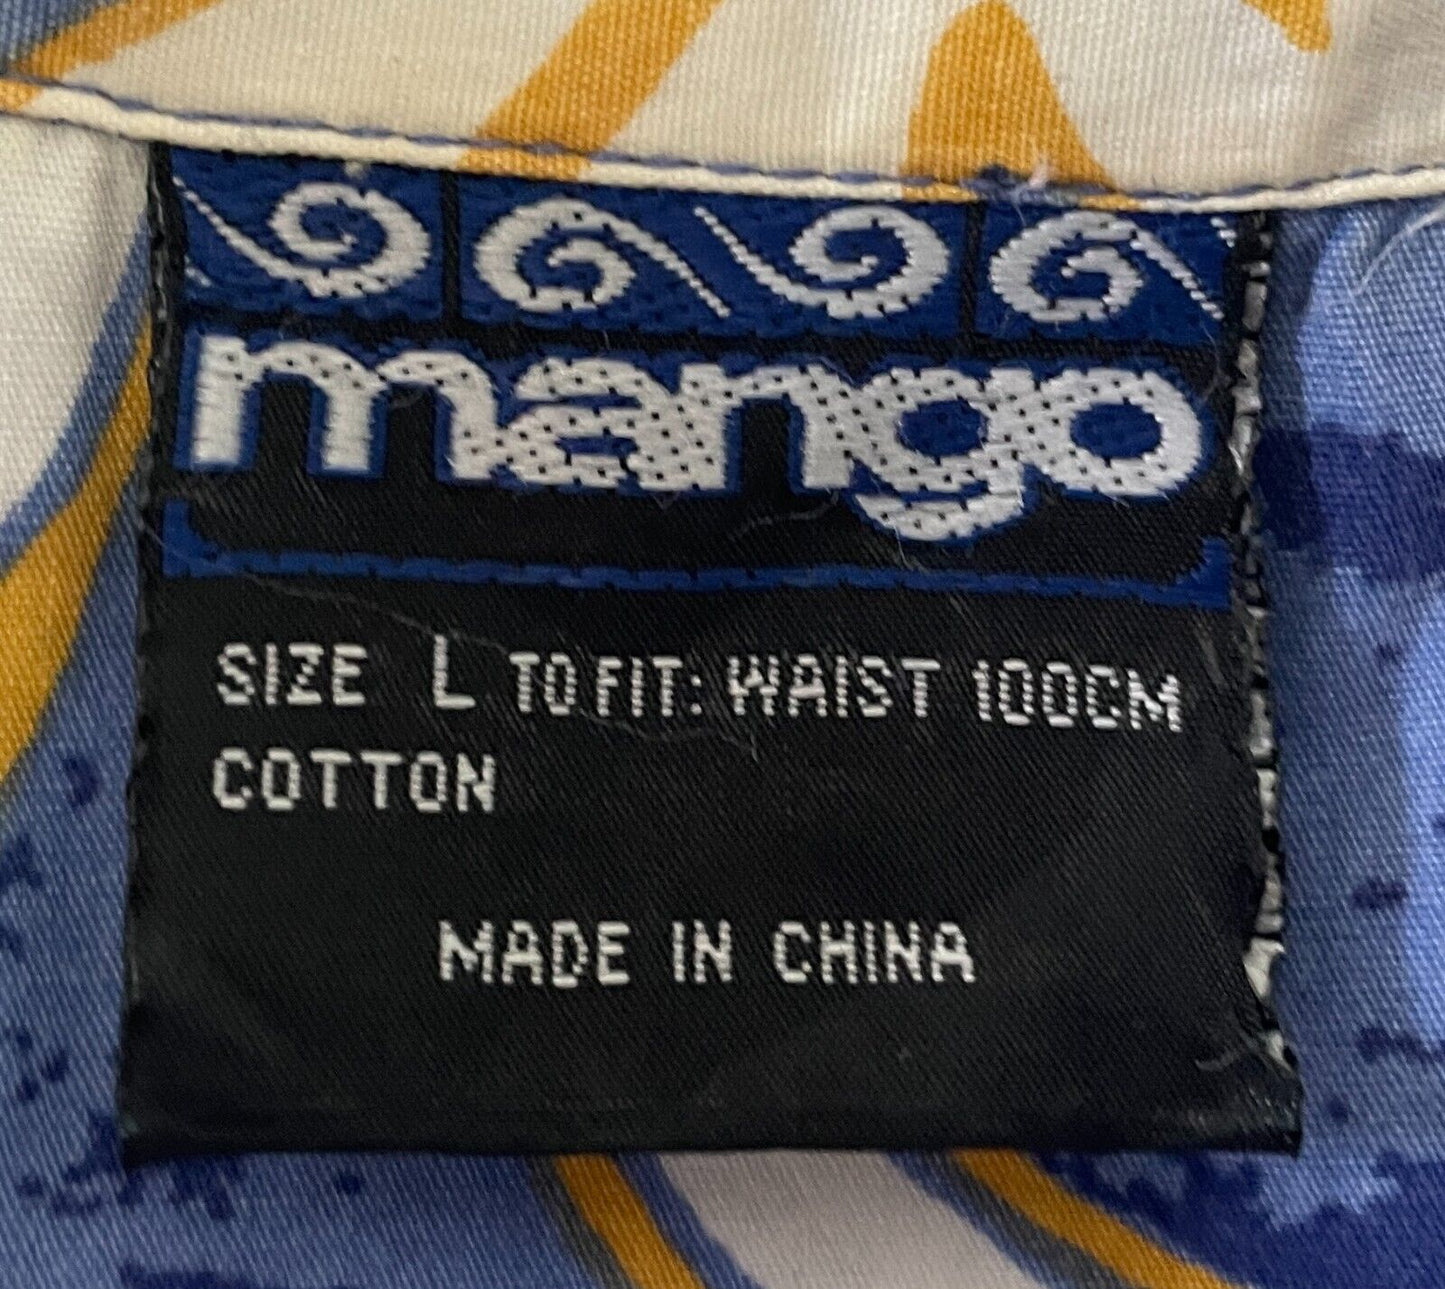 mango
SIZE L TO FIT: WAIST 100CM
COTTON
MADE IN CHINA